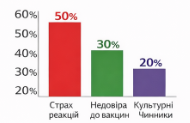 60%
50%
40%
30%
20%
50%
30%
20%
Страх
реакцій
Недовіра
до вакцин
Культурні
Чинники